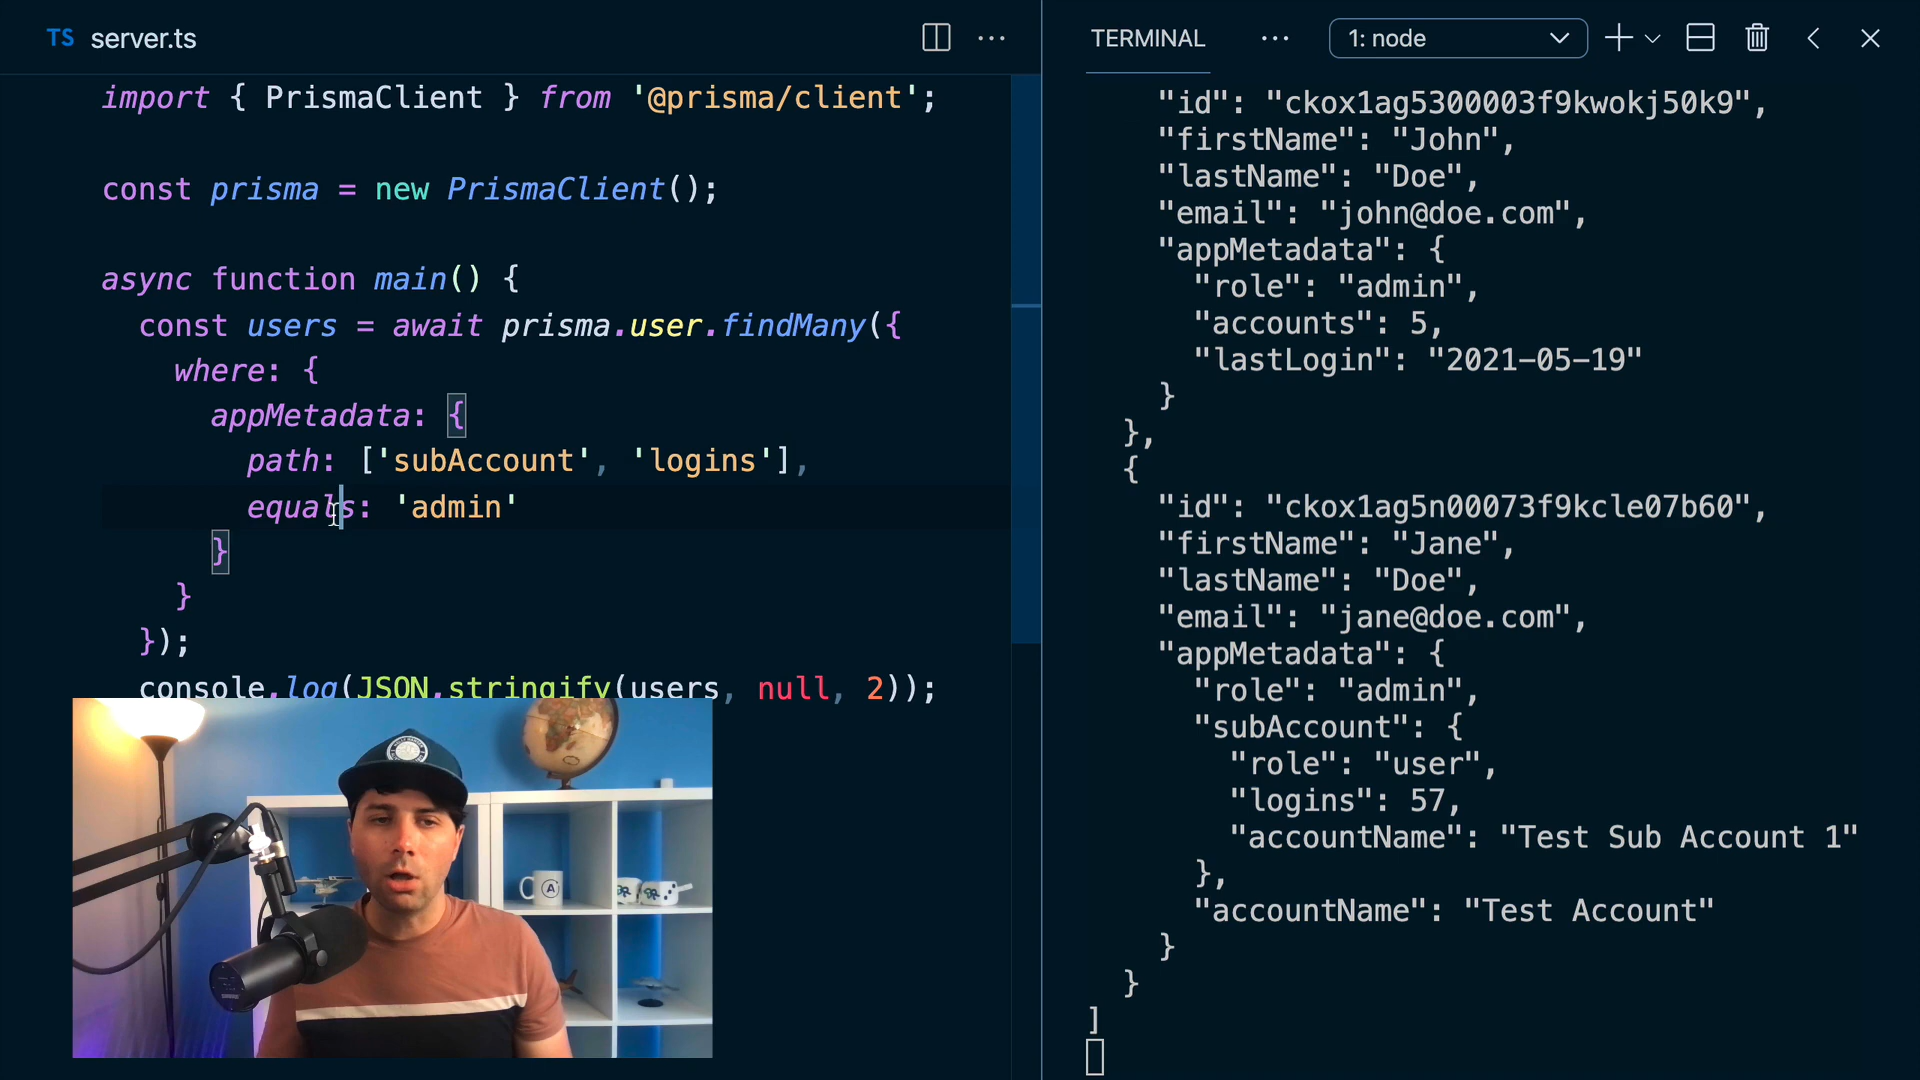 TS server.ts
import { PrismaClient } from '@prisma/client';
const prisma = new PrismaClient();
async function main() {
const users = await prisma.user.findMany({
where: {
appMetadata: {
path: ['subAccount', 'logins'],
equals: 'admin'
}
}
});
console.log(JSON.stringify(users, null, 2));
TERMINAL
1: node
"id": "ckox1ag5300003f9kwokj50k9",
"firstName": "John",
"lastName": "Doe",
"email": "john@doe.com",
"appMetadata": {
"role": "admin",
"accounts": 5,
"lastLogin": "2021-05-19"
}
},
{
"id": "ckox1ag5n00073f9kcle07b60",
"firstName": "Jane",
"lastName": "Doe",
"email": "jane@doe.com",
"appMetadata": {
"role": "admin",
"subAccount": {
"role": "user",
"logins": 57,
"accountName": "Test Sub Account 1"
},
"accountName": "Test Account"
}
}
]